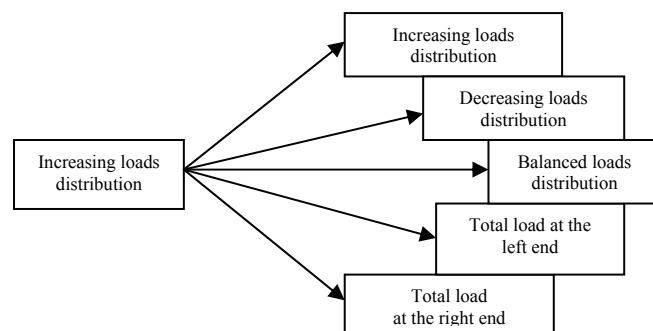 Increasing loads
distribution
Decreasing loads
distribution
Increasing loads
distribution
Balanced loads
distribution
Total load at the
left end
Total load
at the right end